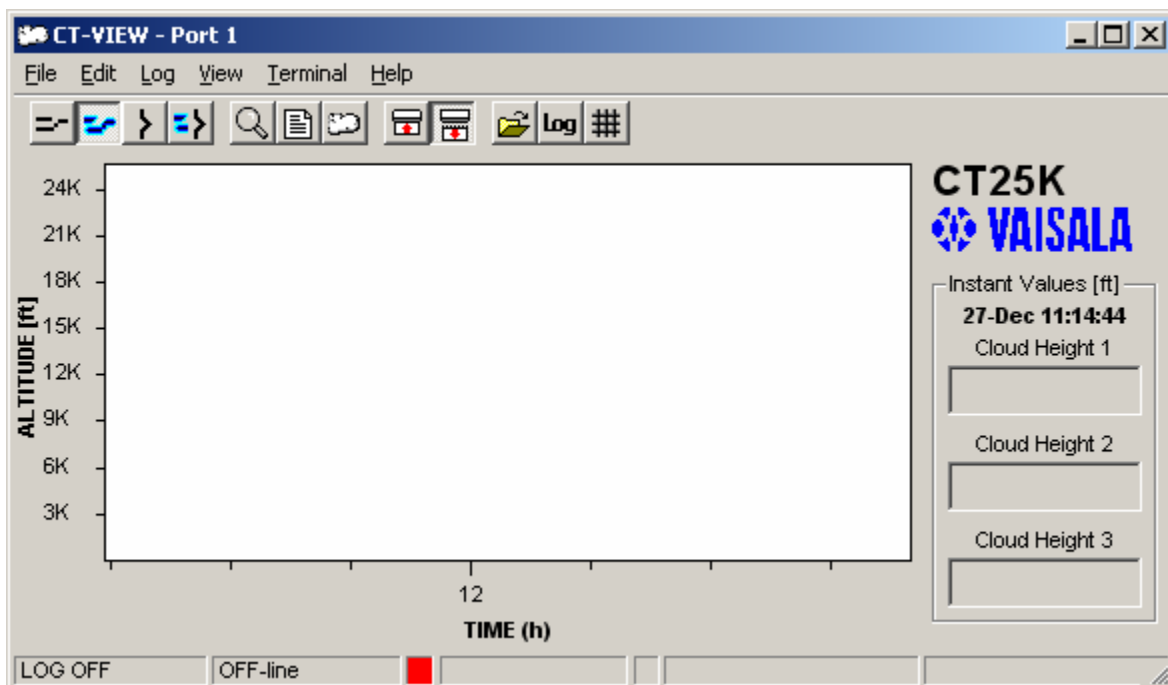 CT-VIEW - Port 1
File Edit Log View Terminal Help
Log
CT25K
VAISALA
24K
21K
18K
15K
12K
9K
6K
3K
ALTITUDE [ft]
12
TIME (h)
Instant Values [ft]
27-Dec 11:14:44
Cloud Height 1
Cloud Height 2
Cloud Height 3
LOG OFF OFF-line